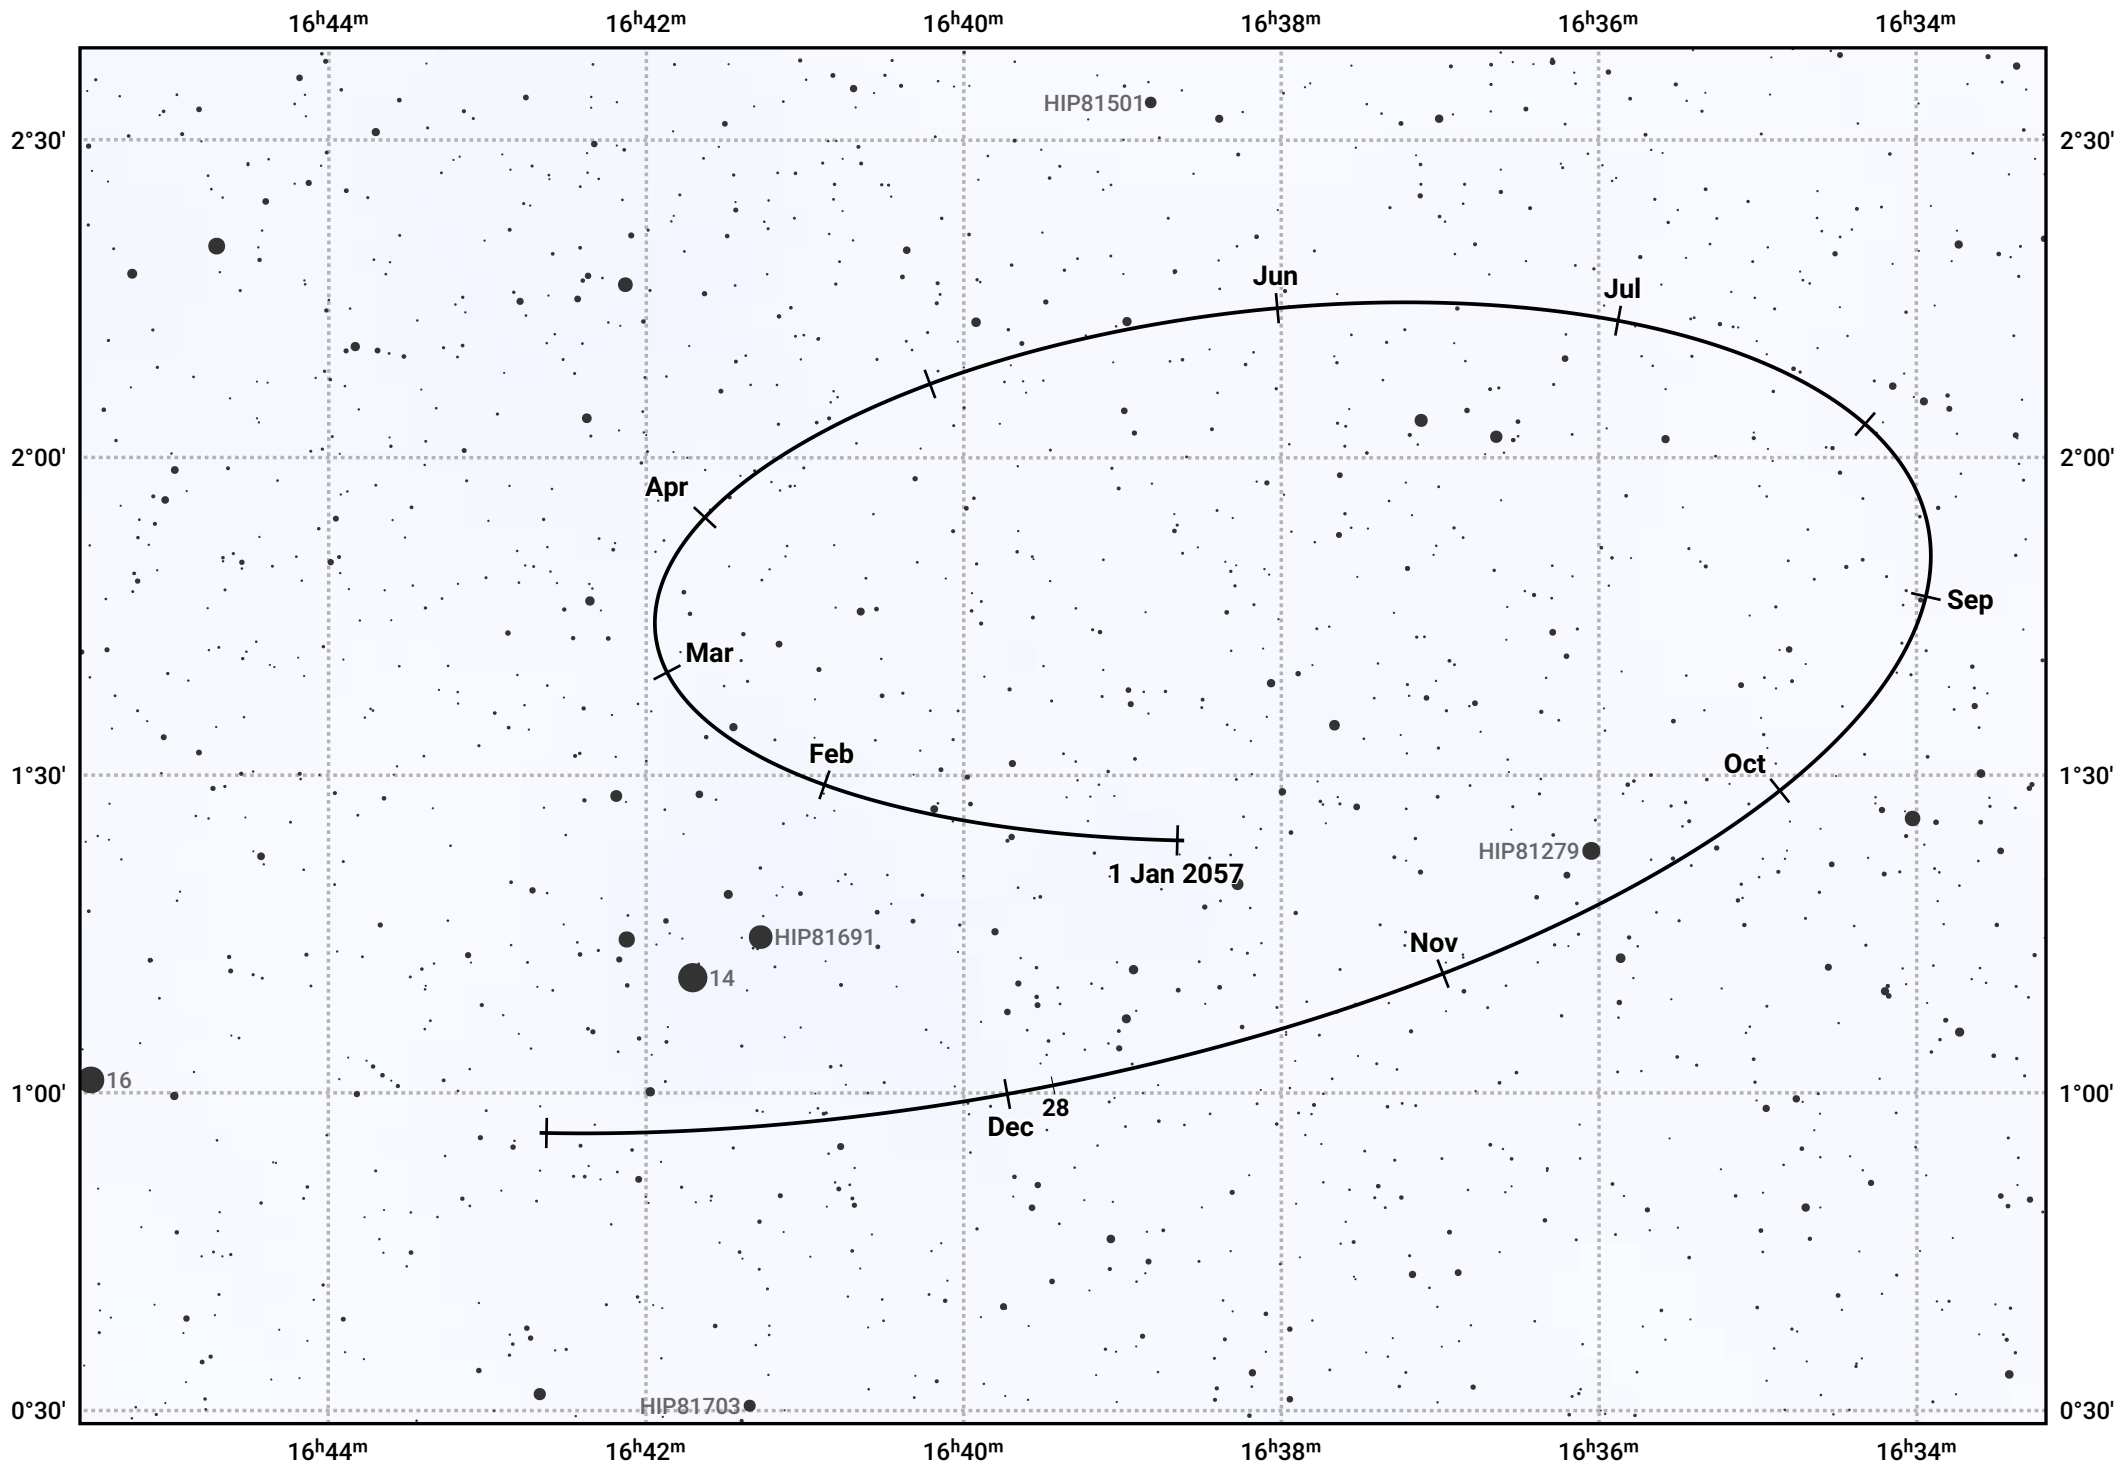 16ʰ44ᵐ 16ʰ42ᵐ 16ʰ40ᵐ 16ʰ38ᵐ 16ʰ36ᵐ 16ʰ34ᵐ
HIP81501
2°30' 2°30'
Jun
Jul
2°00' 2°00'
Apr
Sep
Mar
Feb
Oct
1°30' 1°30'
HIP81279
1 Jan 2057
HIP81691
Nov
14
16
1°00' 1°00'
28
Dec
HIP81703
0°30' 0°30'
16ʰ44ᵐ 16ʰ42ᵐ 16ʰ40ᵐ 16ʰ38ᵐ 16ʰ36ᵐ 16ʰ34ᵐ